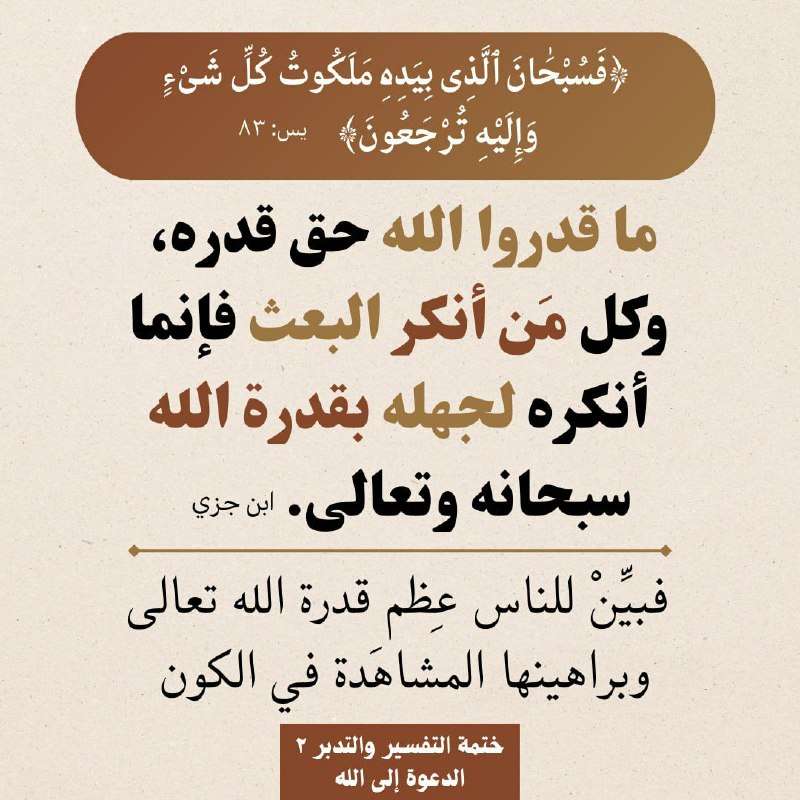 ﴿فَسُبْحَٰانَ ٱلَّذِى بِيَدِهِۦ مَلَكُوتُ كُلِّ شَىْءٍ
وَإِلَيْهِ تُرْجَعُونَ﴾ يس: ٨٣
ما قدروا الله حق قدره،
وكل مَن أنكر البعث فإنما
أنكره لجهله بقدرة الله
سبحانه وتعالى. ابن جزي
فبيِّنْ للناس عِظم قدرة الله تعالى
وبراهينها المشاهَدة في الكون
ختمة التفسير والتدبر ٢
الدعوة إلى الله